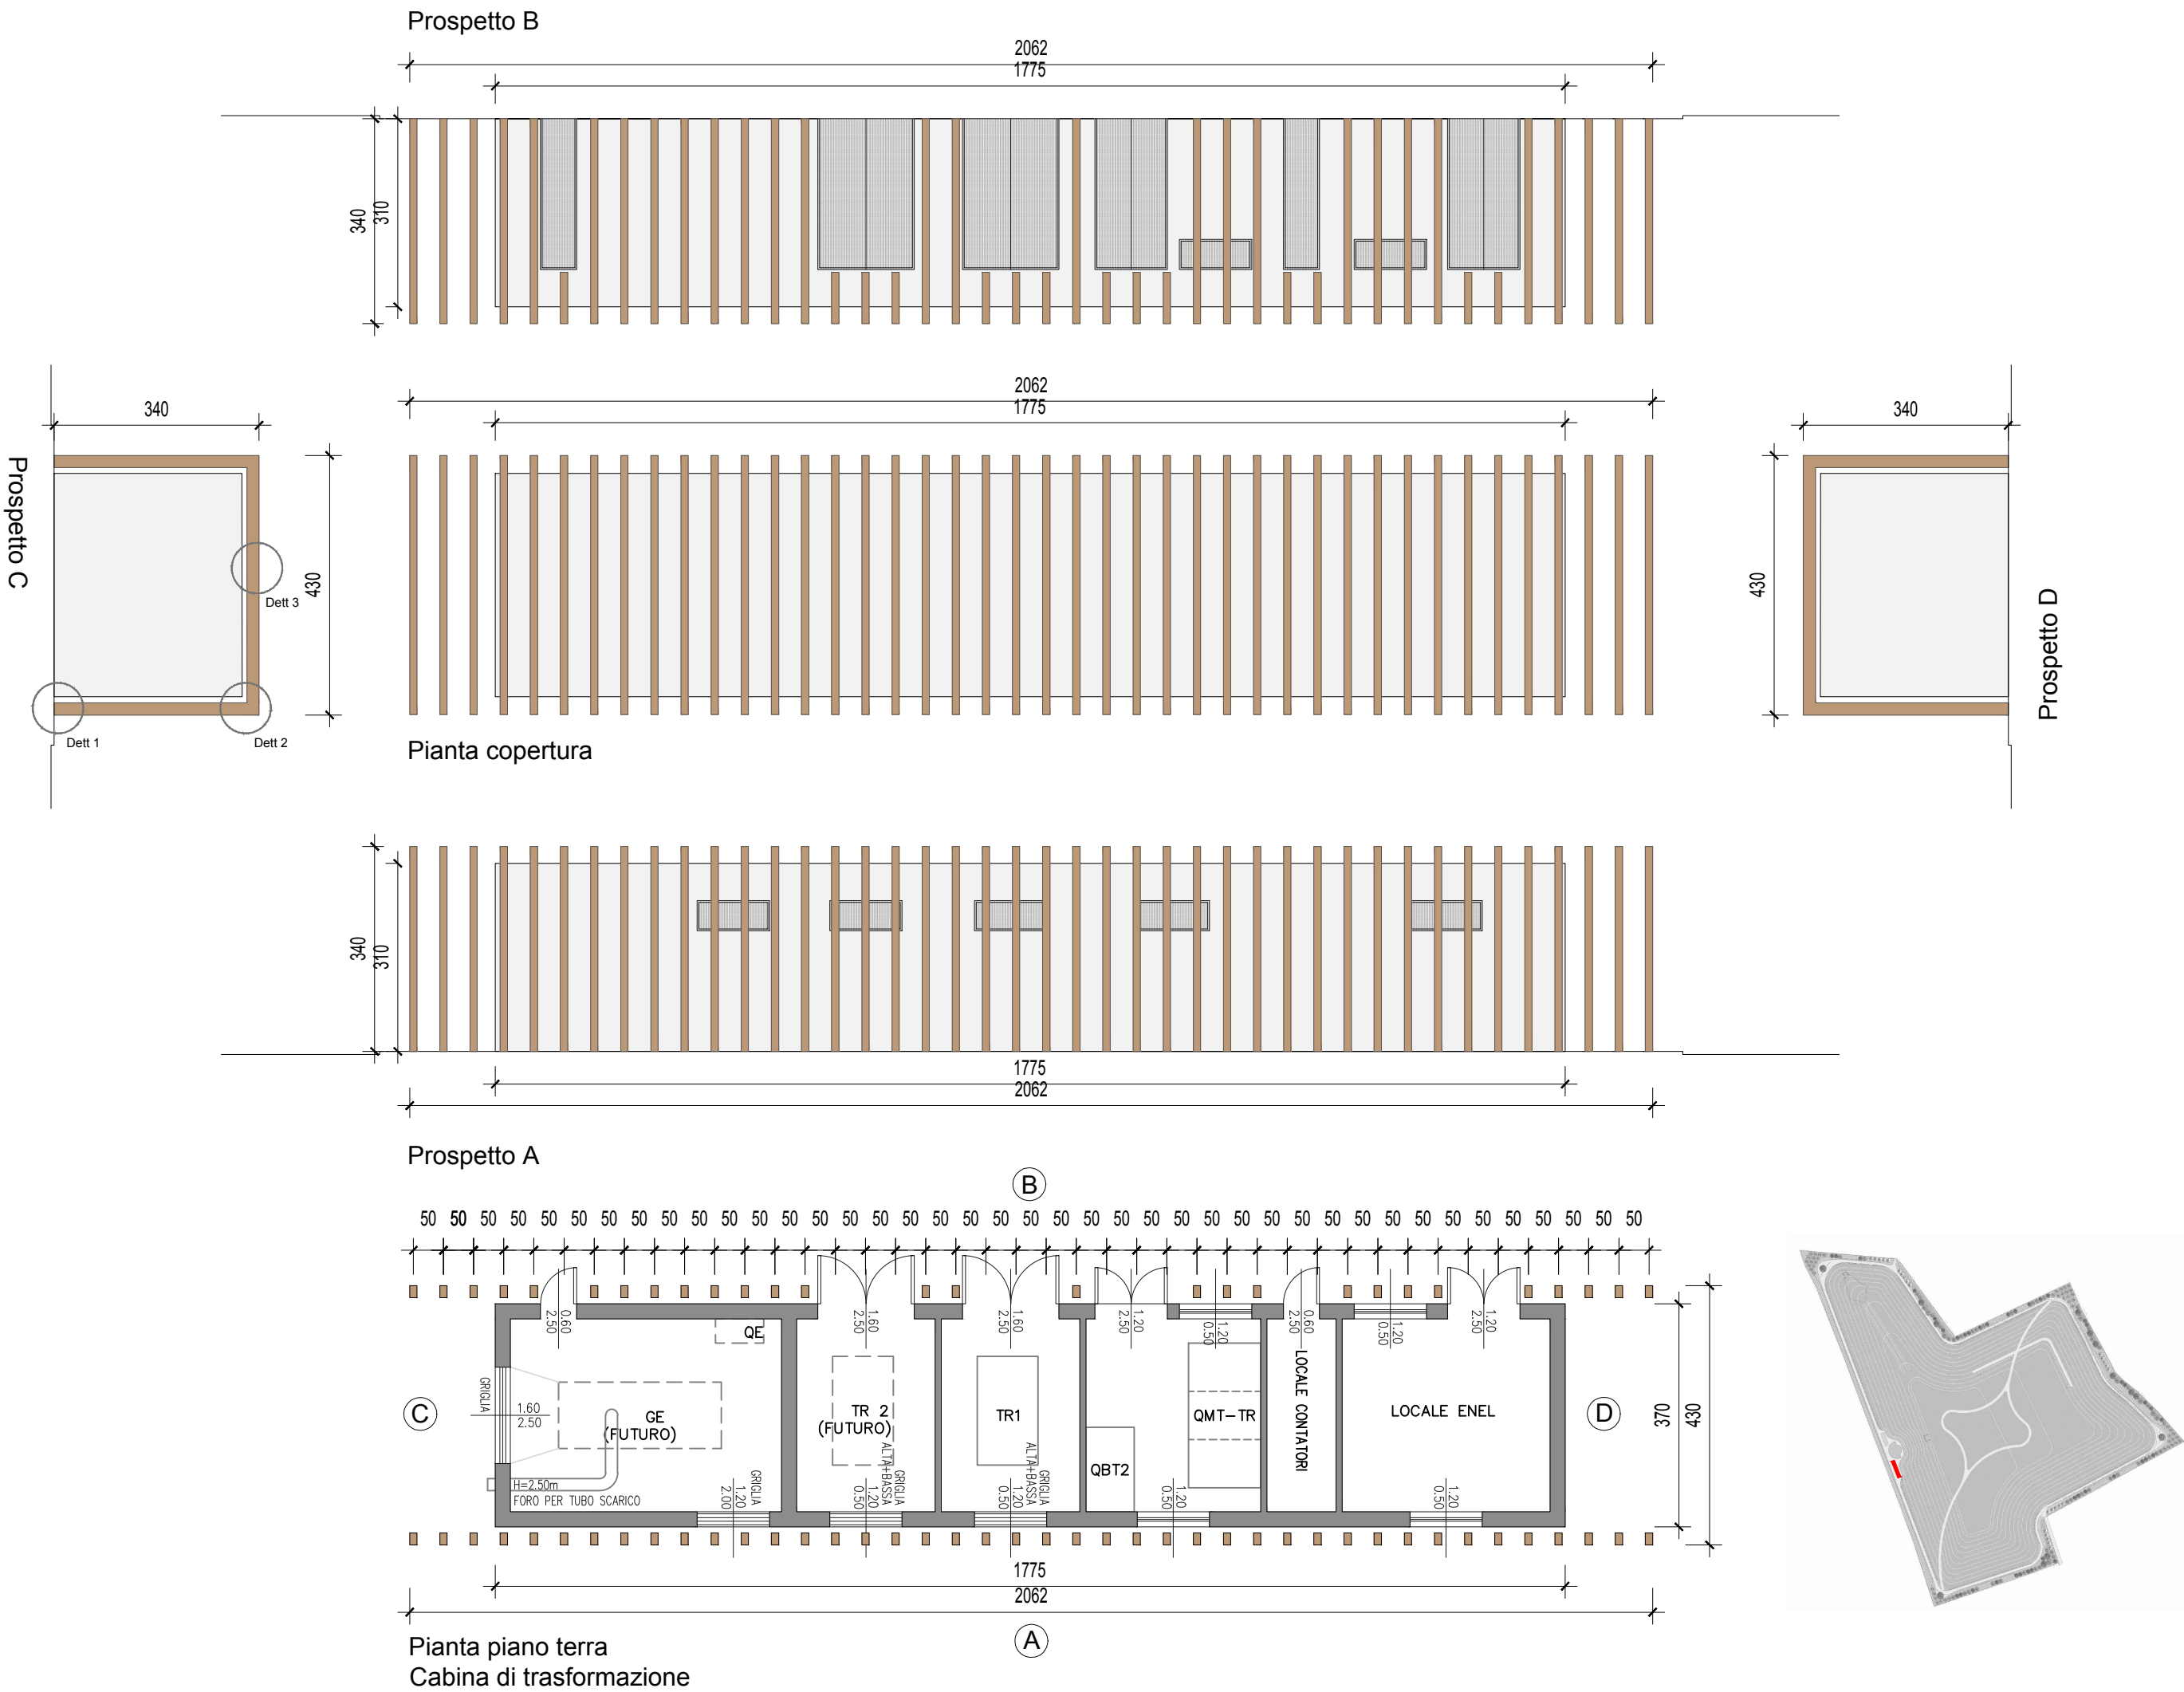 Prospetto B
2062
1775
340
310
2062
1775
340
Prospetto C
430
Dett 3
Dett 1
Dett 2
340
430
Prospetto D
Pianta copertura
340
310
1775
2062
Prospetto A
B
50 50 50 50 50 50 50 50 50 50 50 50 50 50 50 50 50 50 50 50 50 50 50 50 50 50 50 50 50 50 50 50 50 50 50 50 50 50 50 50 50
0.60
2.50
1.60
2.50
1.60
2.50
1.20
2.50
1.20
0.50
0.60
2.50
1.20
0.50
1.20
2.50
QE
C
GRIGLIA
1.60
2.50
GE
(FUTURO)
TR 2
(FUTURO)
TR1
QMT-TR
QBT2
LOCALE CONTATORI
LOCALE ENEL
D
370
430
H=2.50m
FORO PER TUBO SCARICO
GRIGLIA
1.20
2.00
GRIGLIA
ALTA+BASSA
1.20
0.50
GRIGLIA
ALTA+BASSA
1.20
0.50
1.20
0.50
1.20
0.50
1775
2062
A
Pianta piano terra
Cabina di trasformazione